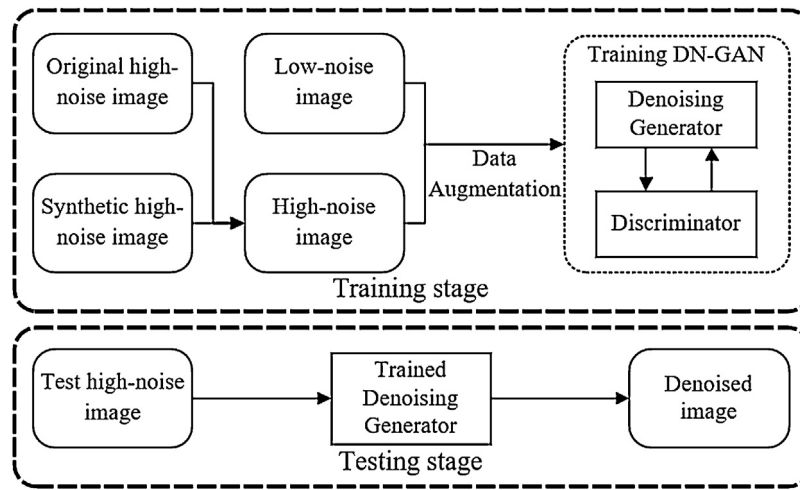 Original high-
noise image
Low-noise
image
Training DN-GAN
Denoising
Generator
Data
Augmentation
Synthetic high-
noise image
High-noise
image
Discriminator
Training stage
Test high-noise
image
Trained
Denoising
Generator
Denoised
image
Testing stage